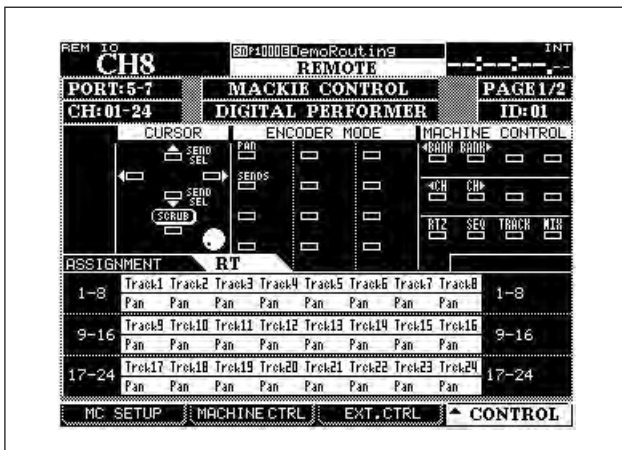 REM IO
CH8
SDP1000BDemoRouting
REMOTE
INT
--:--:--.--
PORT:5-7
MACKIE CONTROL
PAGE1/2
CH:01-24
DIGITAL PERFORMER
ID:01
CURSOR
ENCODER MODE
MACHINE CONTROL
SEND
SEL
SEND
SEL
SCRUB
PAN
SENDS
◀BANK BANK▶
◀CH CH▶
RTZ SEQ TRACK MIX
ASSIGNMENT
RT
1-8 Track1 Track2 Track3 Track4 Track5 Track6 Track7 Track8 1-8
Pan Pan Pan Pan Pan Pan Pan Pan
9-16 Track9 Trck10 Trck11 Trck12 Trck13 Trck14 Trck15 Trck16 9-16
Pan Pan Pan Pan Pan Pan Pan Pan
17-24 Trck17 Trck18 Trck19 Trck20 Trck21 Trck22 Trck23 Trck24 17-24
Pan Pan Pan Pan Pan Pan Pan Pan
MC SETUP MACHINE CTRL EXT.CTRL CONTROL